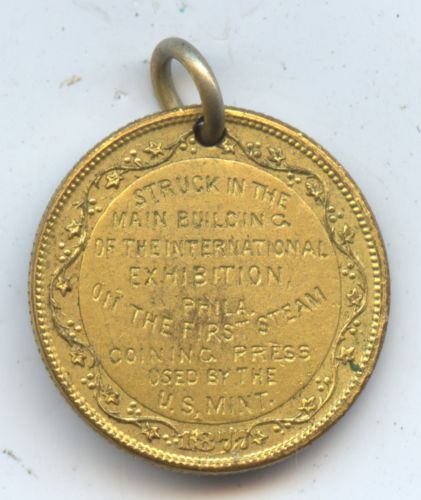 STRUCK IN THE
MAIN BUILDING
OF THE INTERNATIONAL
EXHIBITION,
PHILA.
ON THE FIRST STEAM
COINING PRESS
USED BY THE
U.S. MINT.
1877